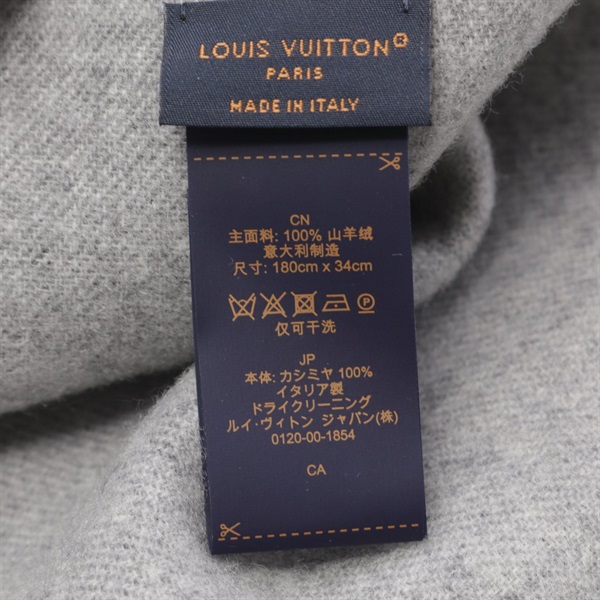 LOUIS VUITTON®
PARIS
MADE IN ITALY
CN
主面料: 100% 山羊绒
意大利制造
尺寸: 180cm x 34cm
P
仅可干洗
JP
本体: カシミヤ 100%
イタリア製
ドライクリーニング
ルイ・ヴィトン ジャパン(株)
0120-00-1854
CA